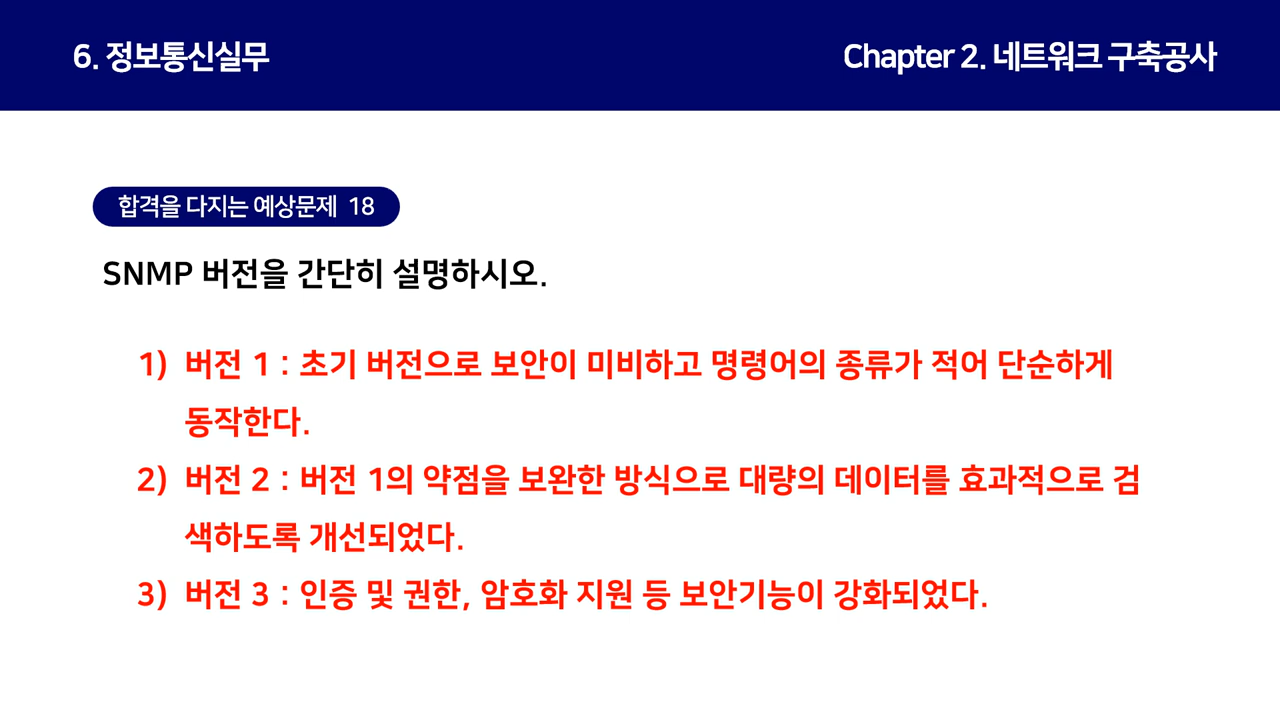 6. 정보통신실무
Chapter 2. 네트워크 구축공사
합격을 다지는 예상문제 18
SNMP 버전을 간단히 설명하시오.
1) 버전 1 : 초기 버전으로 보안이 미비하고 명령어의 종류가 적어 단순하게
동작한다.
2) 버전 2 : 버전 1의 약점을 보완한 방식으로 대량의 데이터를 효과적으로 검
색하도록 개선되었다.
3) 버전 3 : 인증 및 권한, 암호화 지원 등 보안기능이 강화되었다.